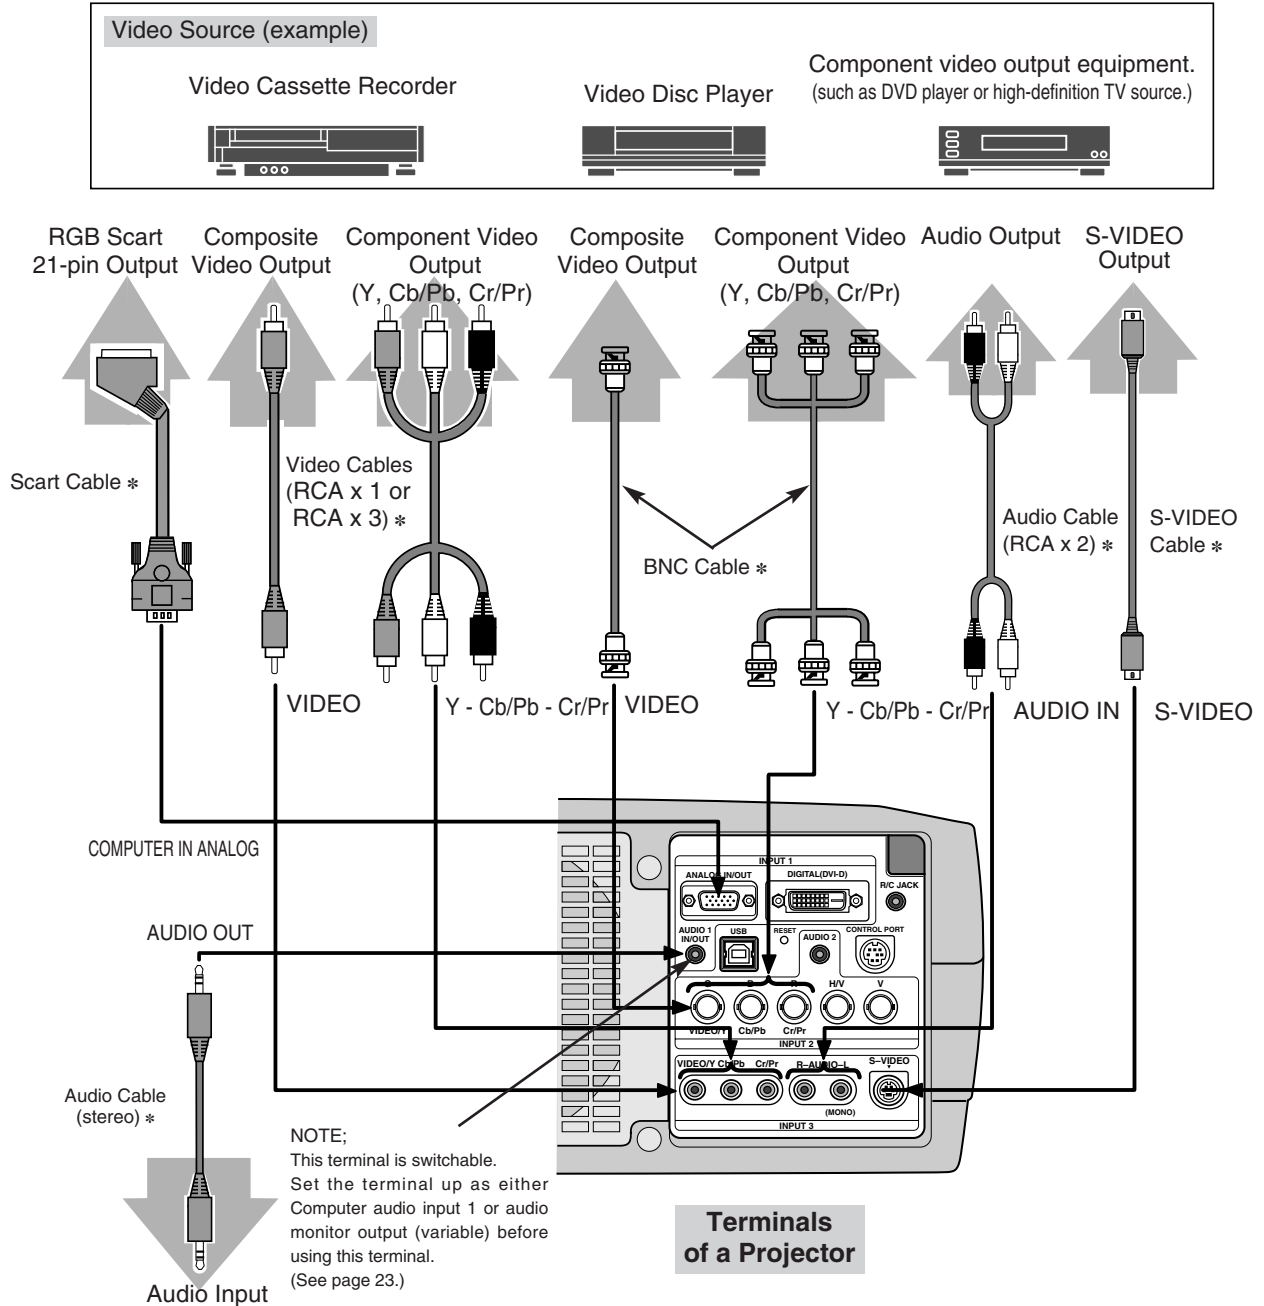 Video Source (example)
Video Cassette Recorder
Video Disc Player
Component video output equipment.
(such as DVD player or high-definition TV source.)
RGB Scart
21-pin Output
Composite
Video Output
Component Video
Output
(Y, Cb/Pb, Cr/Pr)
Composite
Video Output
Component Video
Output
(Y, Cb/Pb, Cr/Pr)
Audio Output
S-VIDEO
Output
Scart Cable ✻
Video Cables
(RCA x 1 or
RCA x 3) ✻
BNC Cable ✻
Audio Cable
(RCA x 2) ✻
S-VIDEO
Cable ✻
VIDEO
Y - Cb/Pb - Cr/Pr
VIDEO
Y - Cb/Pb - Cr/Pr
AUDIO IN
S-VIDEO
COMPUTER IN ANALOG
AUDIO OUT
INPUT 1
ANALOG IN/OUT
DIGITAL(DVI-D)
R/C JACK
AUDIO 1
IN/OUT
USB
RESET
AUDIO 2
CONTROL PORT
G
B
R
H/V
V
VIDEO/Y
Cb/Pb
Cr/Pr
INPUT 2
VIDEO/Y Cb/Pb
Cr/Pr
R–AUDIO–L
S–VIDEO
(MONO)
INPUT 3
Audio Cable
(stereo) ✻
Audio Input
NOTE;
This terminal is switchable.
Set the terminal up as either
Computer audio input 1 or audio
monitor output (variable) before
using this terminal.
(See page 23.)
Terminals
of a Projector